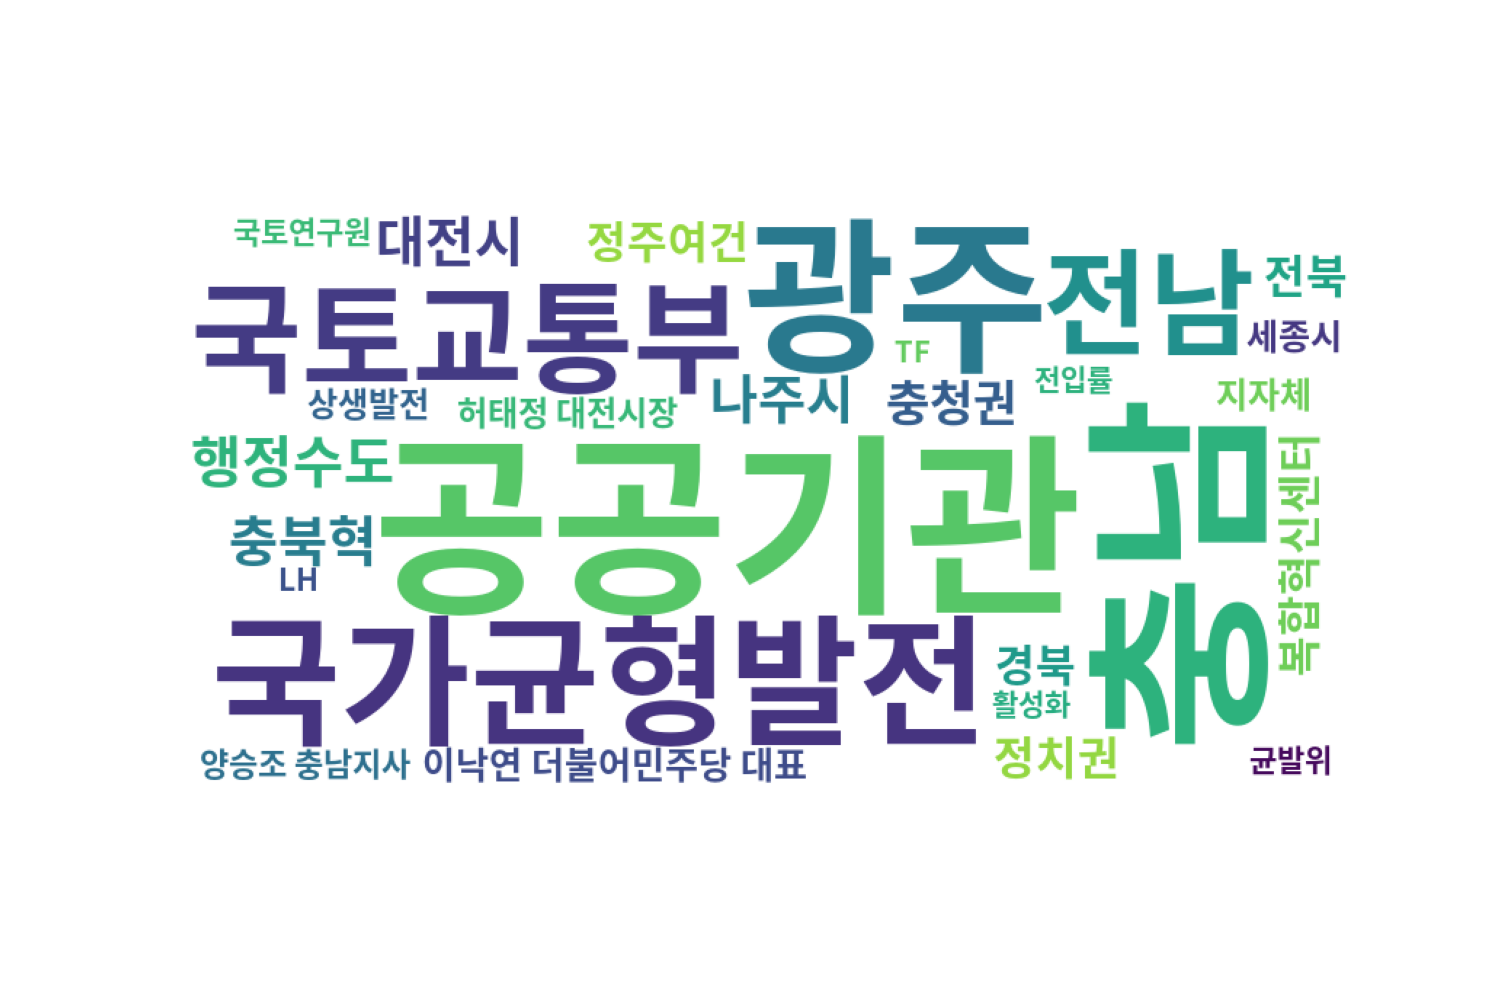 국토연구원
대전시
정주여건
광주
전남
전북
국토교통부
세종시
TF
전입률
상생발전
허태정 대전시장
나주시
충청권
지자체
행정수도
공공기관
충남
복합혁신센터
충북혁
LH
국가균형발전
경북
활성화
정치권
균발위
양승조 충남지사
이낙연 더불어민주당 대표